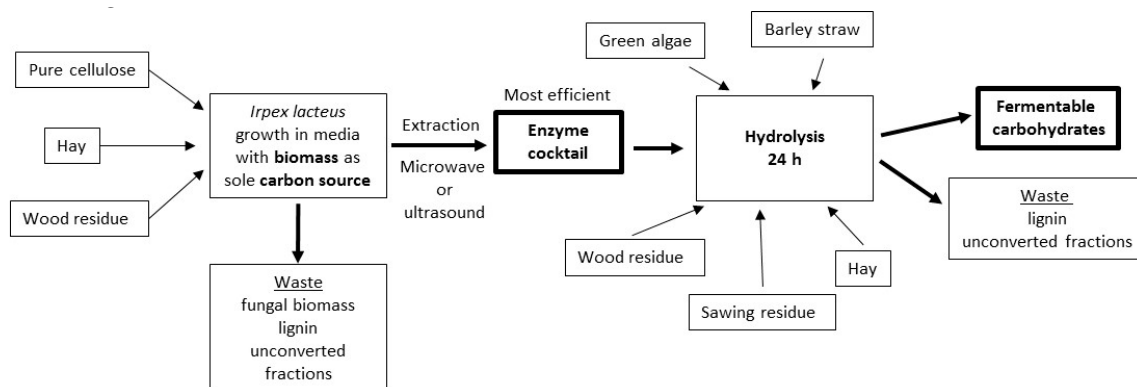 Pure cellulose
Hay
Wood residue
Irpex lacteus
growth in media
with biomass as
sole carbon source
Waste
fungal biomass
lignin
unconverted
fractions
Extraction
Microwave
or
ultrasound
Most efficient
Enzyme
cocktail
Green algae
Barley straw
Hydrolysis
24 h
Wood residue
Sawing residue
Hay
Fermentable
carbohydrates
Waste
lignin
unconverted fractions